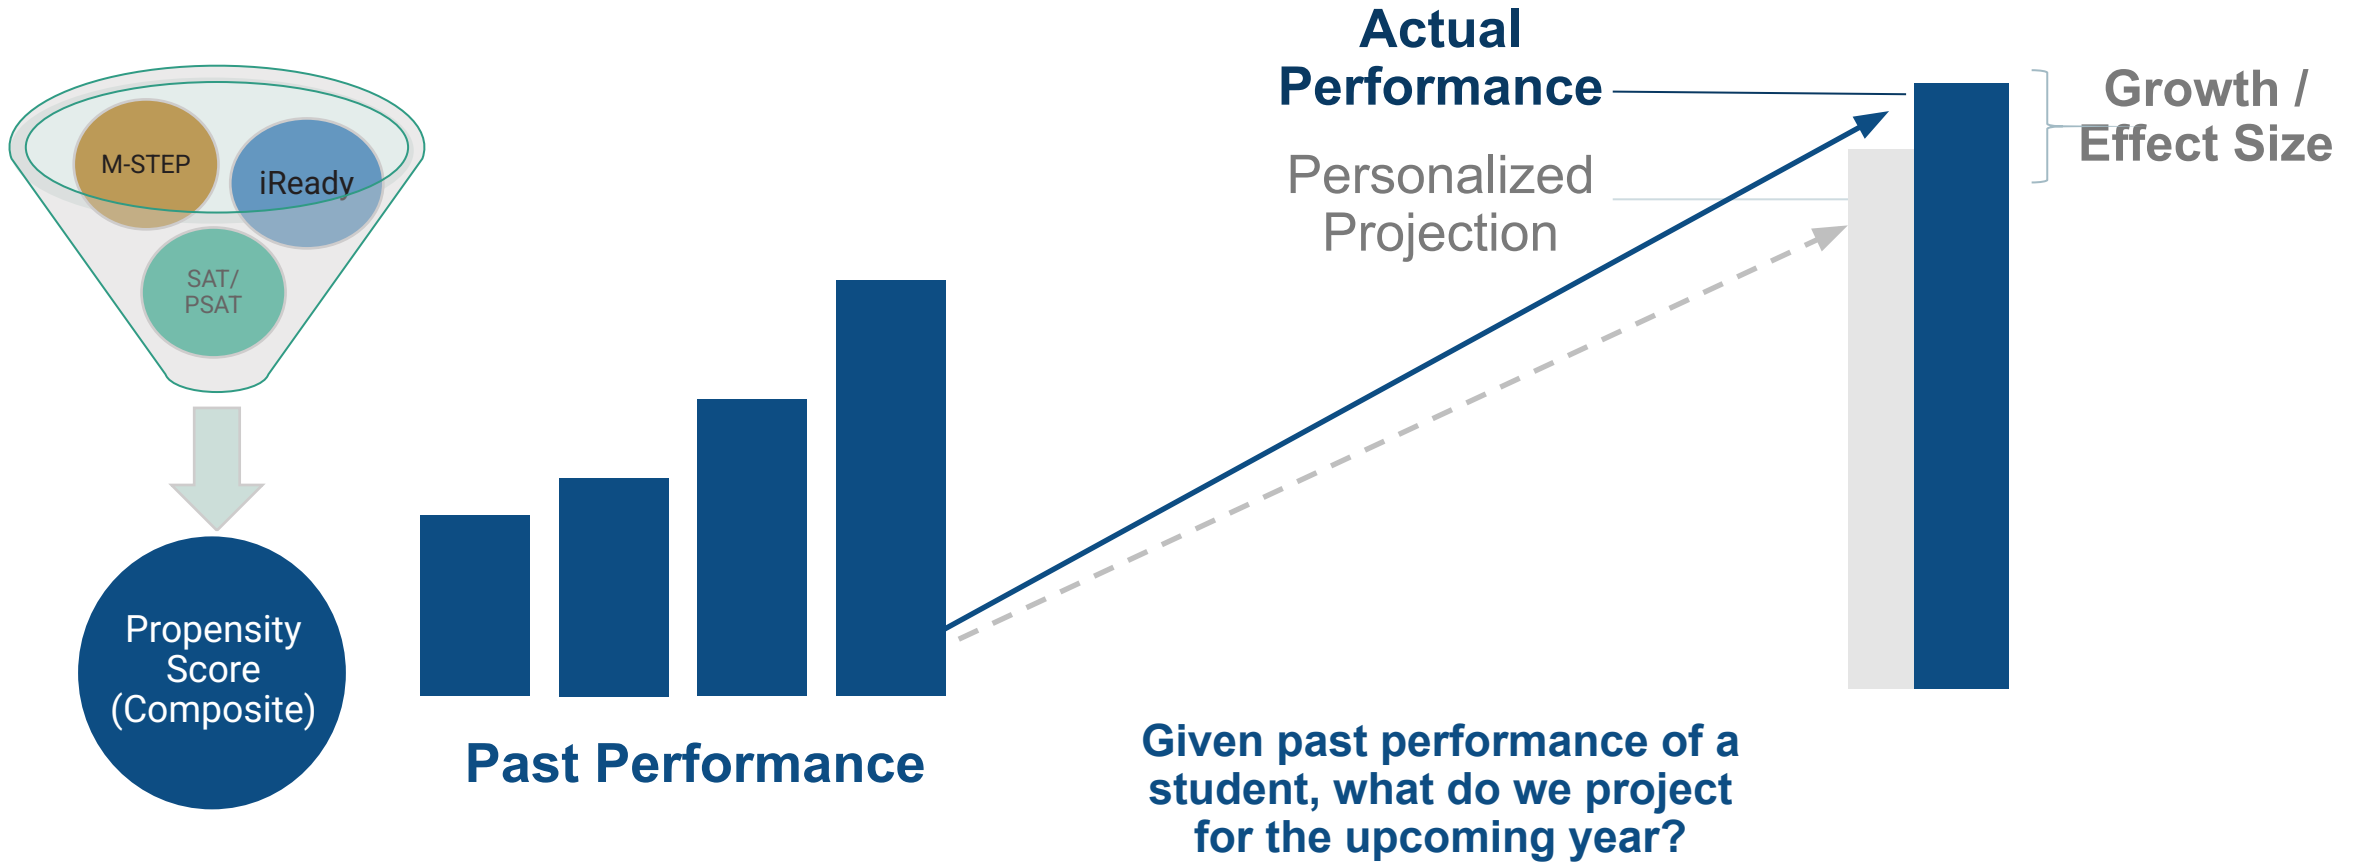 M-STEP
iReady
SAT/
PSAT
Propensity
Score
(Composite)
Past Performance
Actual
Performance
Personalized
Projection
Growth /
Effect Size
Given past performance of a
student, what do we project
for the upcoming year?